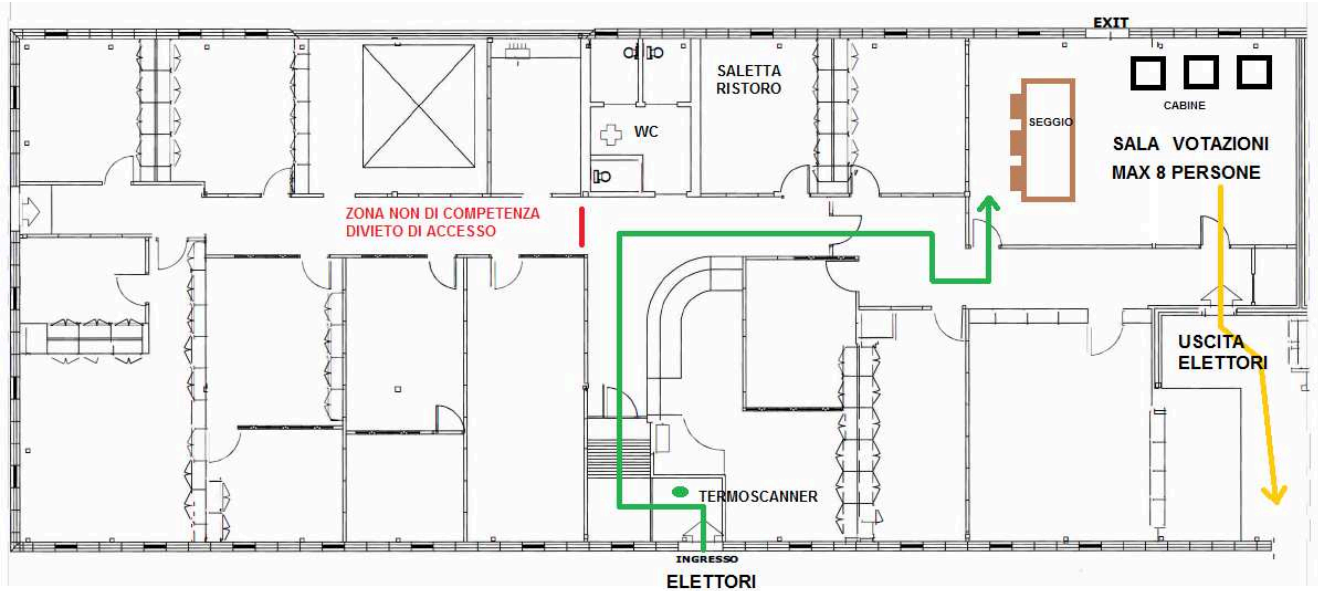 EXIT
SALETTA
RISTORO
CABINE
SEGGIO
WC
SALA VOTAZIONI
MAX 8 PERSONE
ZONA NON DI COMPETENZA
DIVIETO DI ACCESSO
USCITA
ELETTORI
TERMOSCANNER
INGRESSO
ELETTORI